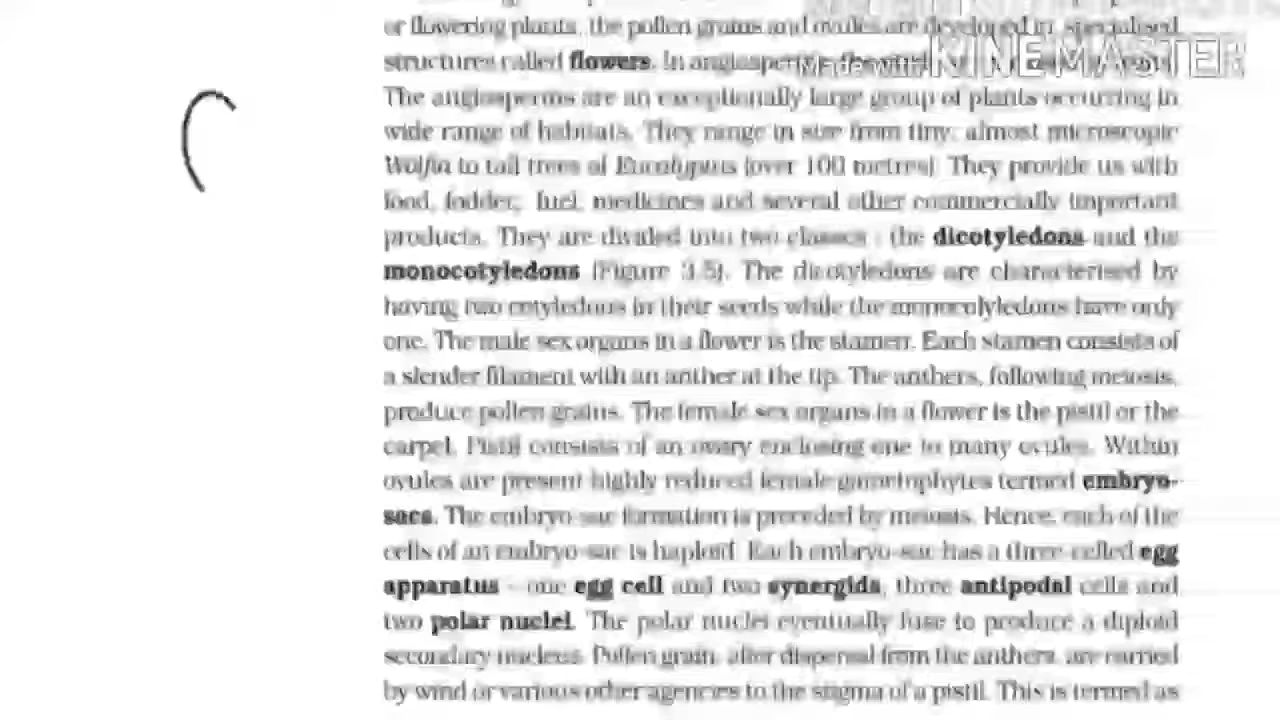 or flowering plants, the pollen grains and ovules are developed in specialised
structures called flowers. In angiosperms,
Made with KINEMASTER
The angiosperms are an exceptionally large group of plants occurring in
wide range of habitats. They range in size from tiny, almost microscopic
Wolfia to tall trees of Eucalyptus (over 100 metres). They provide us with
food, fodder, fuel, medicines and several other commercially important
products. They are divided into two classes : the dicotyledons and the
monocotyledons (Figure 3.5). The dicotyledons are characterised by
having two cotyledons in their seeds while the monocolyledons have only
one. The male sex organs in a flower is the stamen. Each stamen consists of
a slender filament with an anther at the tip. The anthers, following meiosis,
produce pollen grains. The female sex organs in a flower is the pistil or the
carpel. Pistil consists of an ovary enclosing one to many ovules. Within
ovules are present highly reduced female gametophytes termed embryo-
sacs. The embryo-sac formation is preceded by meiosis. Hence, each of the
cells of an embryo-sac is haploid. Each embryo-sac has a three-celled egg
apparatus – one egg cell and two synergids, three antipodal cells and
two polar nuclei. The polar nuclei eventually fuse to produce a diploid
secondary nucleus. Pollen grain, after dispersal from the anthers, are carried
by wind or various other agencies to the stigma of a pistil. This is termed as